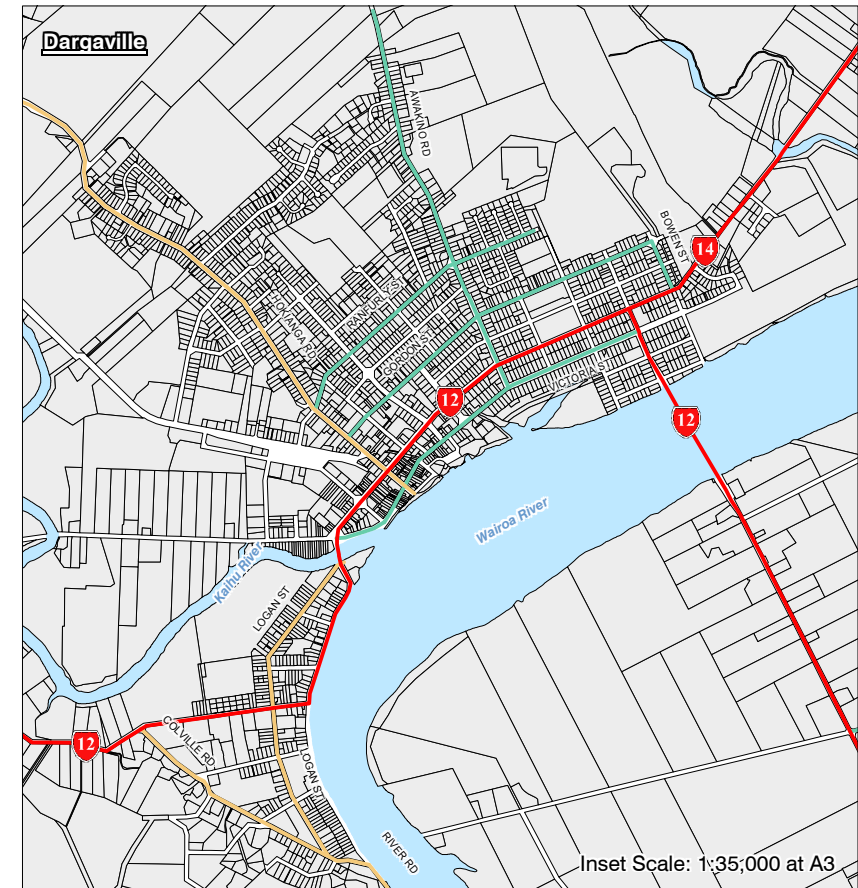 Dargaville
AWAKINO RD
BOWEN ST
14
RANFURLY ST
HOKIANGA RD
GORDON ST
VICTORIA ST
12
12
Wairoa River
Kaihu River
LOGAN ST
COLVILLE RD
12
LOGAN ST
RIVER RD
Inset Scale: 1:35,000 at A3